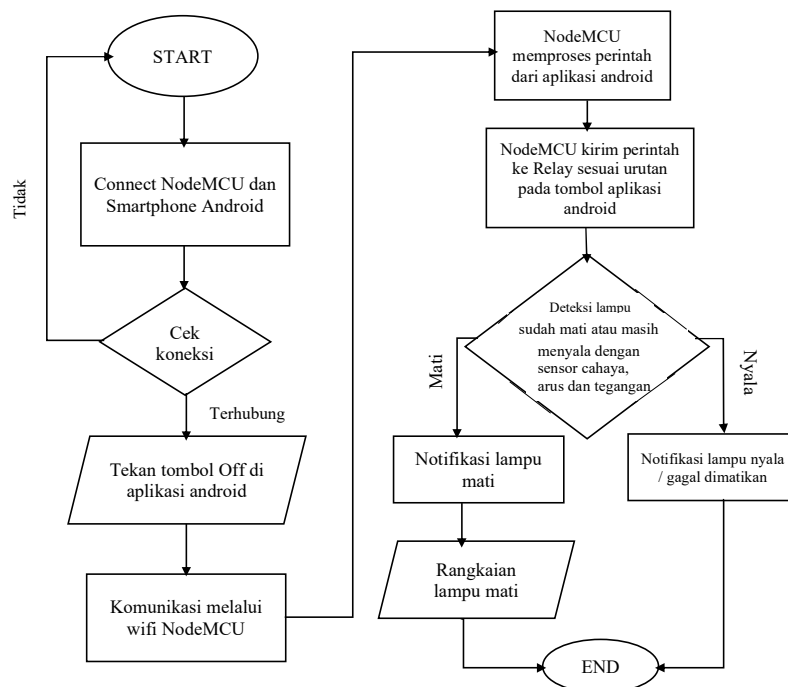 START
Connect NodeMCU dan
Smartphone Android
Tidak
Cek
koneksi
Terhubung
Tekan tombol Off di
aplikasi android
Komunikasi melalui
wifi NodeMCU
NodeMCU
memproses perintah
dari aplikasi android
NodeMCU kirim perintah
ke Relay sesuai urutan
pada tombol aplikasi
android
Deteksi lampu
sudah mati atau masih
menyala dengan
sensor cahaya,
arus dan tegangan
Mati
Nyala
Notifikasi lampu
mati
Notifikasi lampu nyala
/ gagal dimatikan
Rangkaian
lampu mati
END